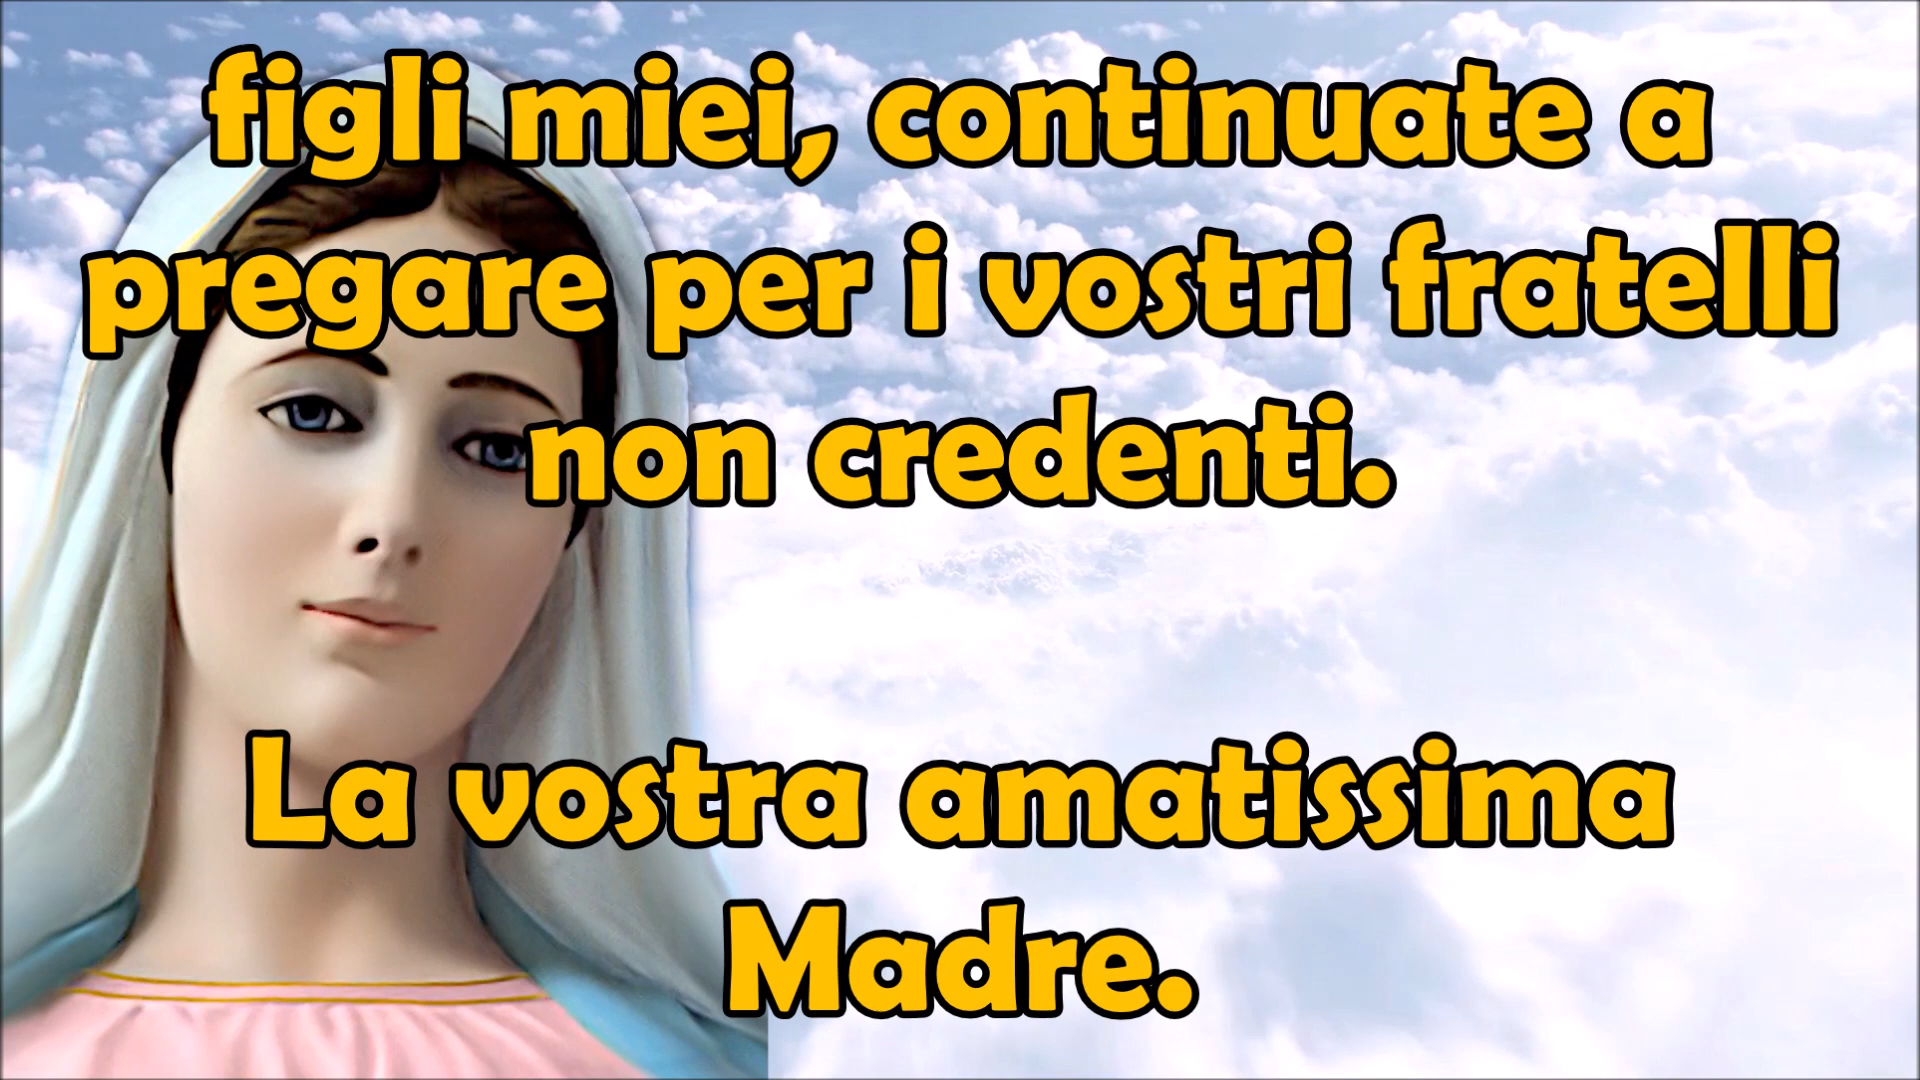 figli miei, continuate a
pregare per i vostri fratelli
non credenti.
La vostra amatissima
Madre.